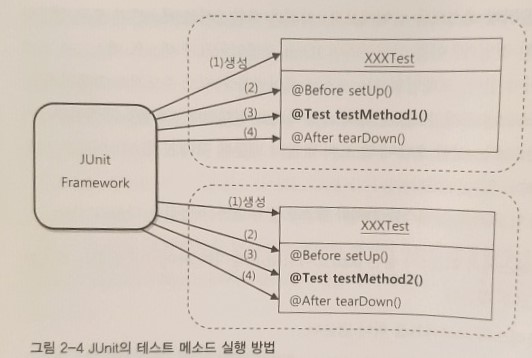 (1)생성
XXXTest
(2)
@Before setUp()
(3)
@Test testMethod1()
(4)
@After tearDown()
JUnit
Framework
(1)생성
XXXTest
(2)
@Before setUp()
(3)
@Test testMethod2()
(4)
@After tearDown()
그림 2-4 JUnit의 테스트 메소드 실행 방법